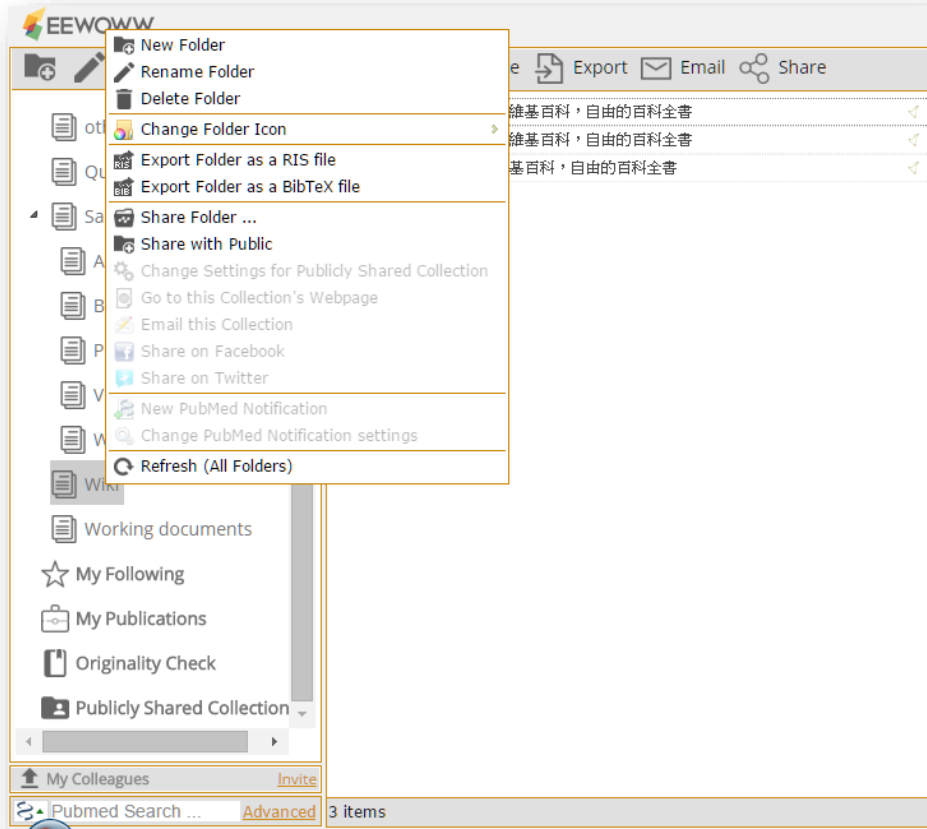 EEWOWW
New Folder
Rename Folder
Delete Folder
Change Folder Icon
Export Folder as a RIS file
Export Folder as a BibTeX file
Share Folder ...
Share with Public
Change Settings for Publicly Shared Collection
Go to this Collection's Webpage
Email this Collection
Share on Facebook
Share on Twitter
New PubMed Notification
Change PubMed Notification settings
Refresh (All Folders)
Export Email Share
維基百科，自由的百科全書
維基百科，自由的百科全書
基百科，自由的百科全書
Wiki
Working documents
My Following
My Publications
Originality Check
Publicly Shared Collection
My Colleagues Invite
Pubmed Search ... Advanced
3 items